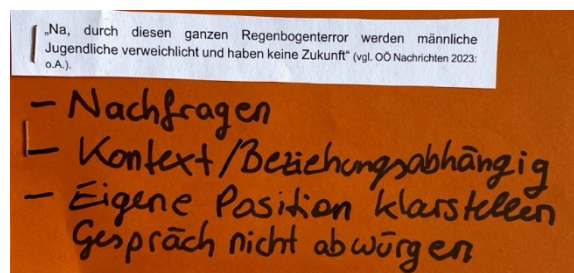 „Na, durch diesen ganzen Regenbogenterror werden männliche
Jugendliche verweichlicht und haben keine Zukunft“ (vgl. OÖ Nachrichten 2023:
o.A.).
– Nachfragen
– Kontext/Beziehungsabhängig
– Eigene Position klarstellen
Gespräch nicht abwürgen